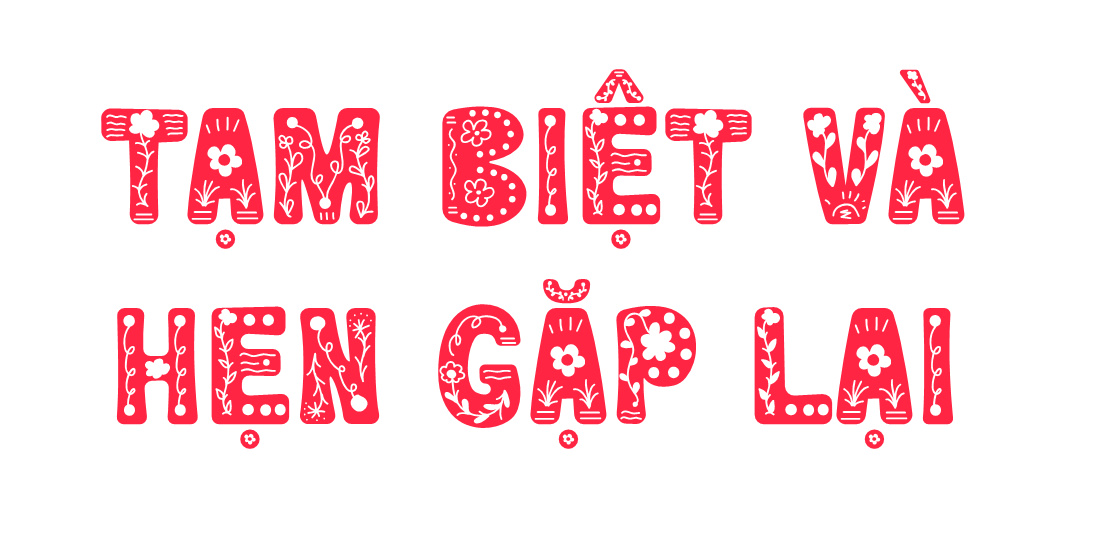 TẠM BIỆT VÀ
HẸN GẶP LẠI